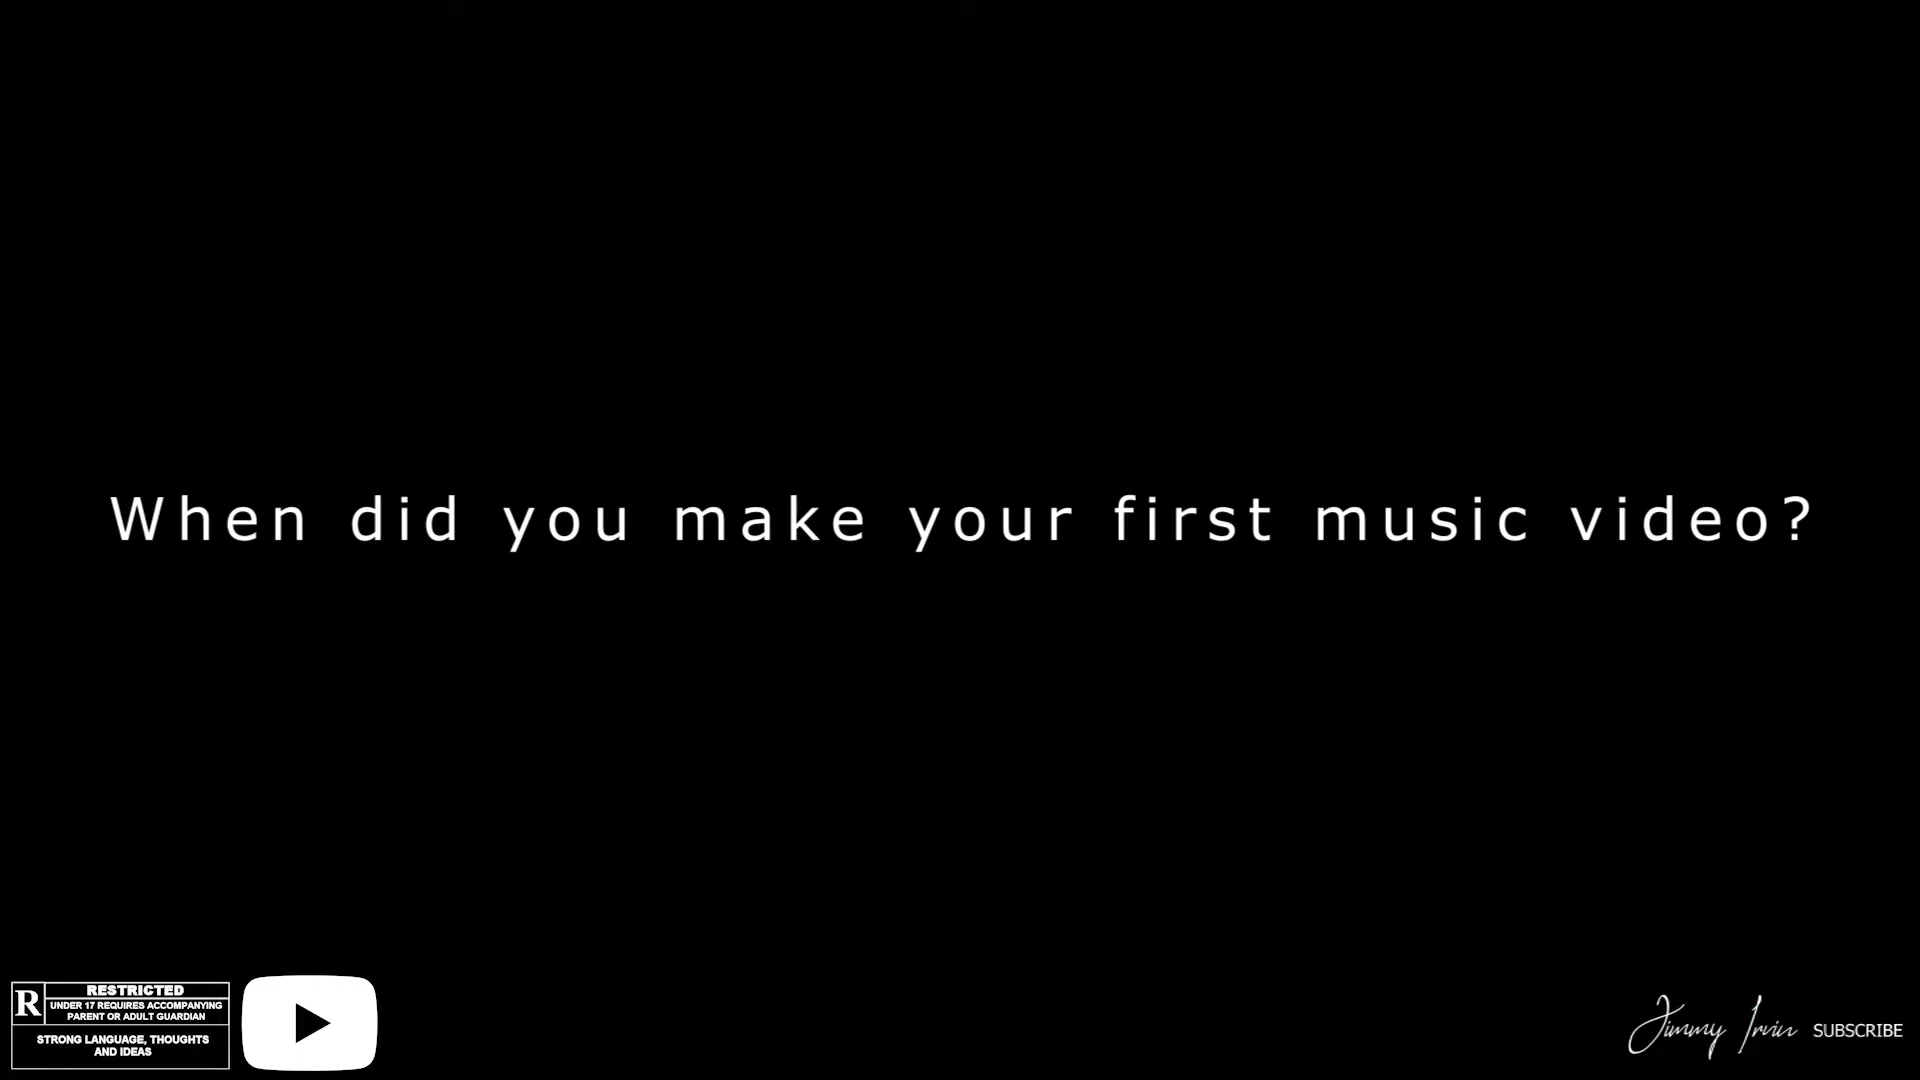 When did you make your first music video?
R
RESTRICTED
UNDER 17 REQUIRES ACCOMPANYING
PARENT OR ADULT GUARDIAN
STRONG LANGUAGE, THOUGHTS
AND IDEAS
Jimmy Irvin SUBSCRIBE